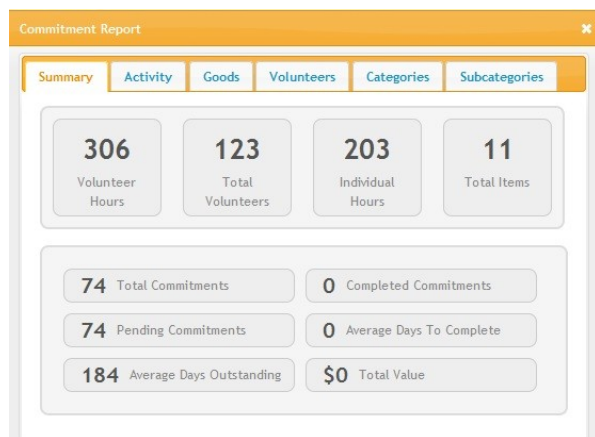 Commitment Report
Summary Activity Goods Volunteers Categories Subcategories
306
Volunteer
Hours
123
Total
Volunteers
203
Individual
Hours
11
Total Items
74 Total Commitments
0 Completed Commitments
74 Pending Commitments
0 Average Days To Complete
184 Average Days Outstanding
$0 Total Value